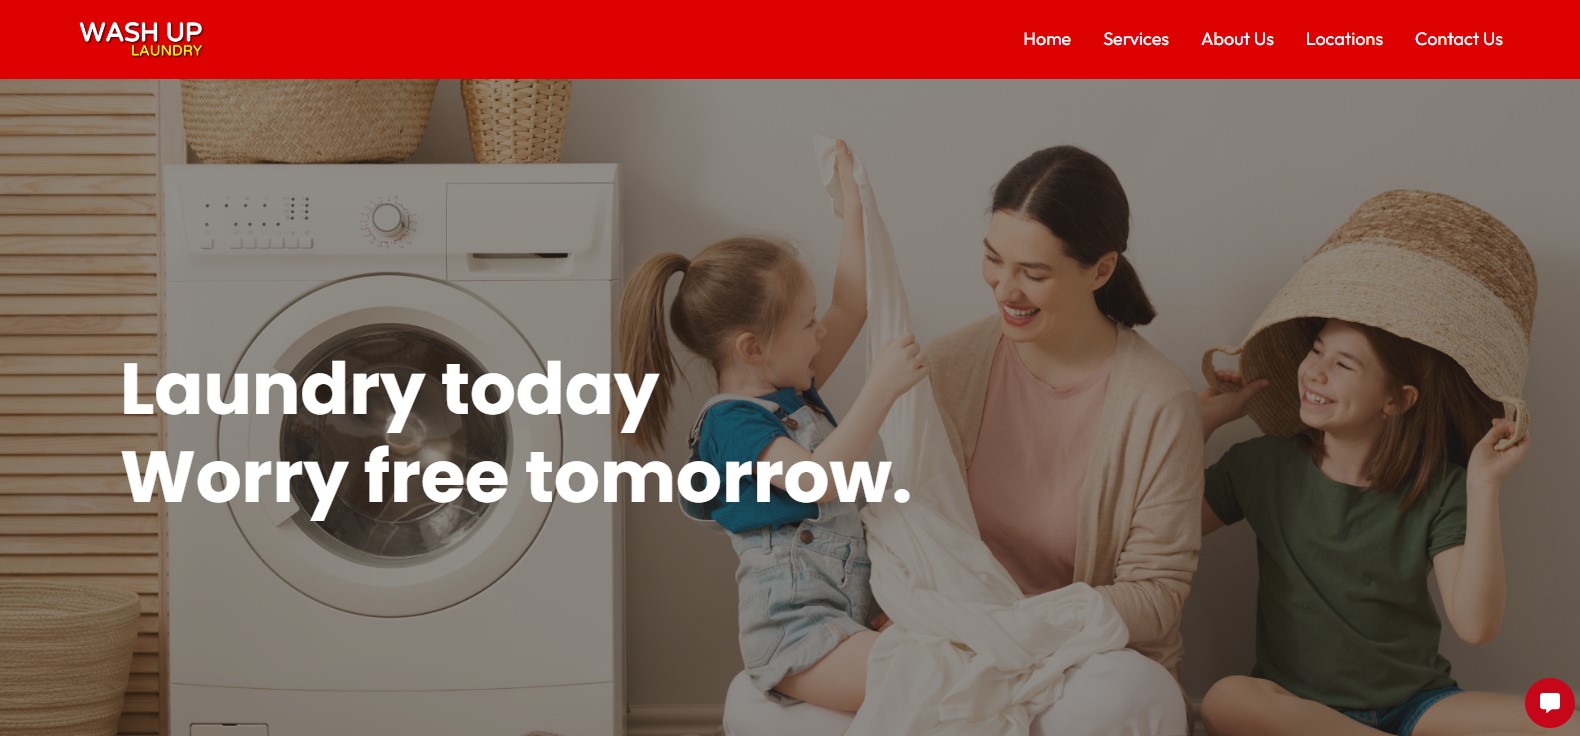 WASH UP
LAUNDRY
Home Services About Us Locations Contact Us
Laundry today
Worry free tomorrow.